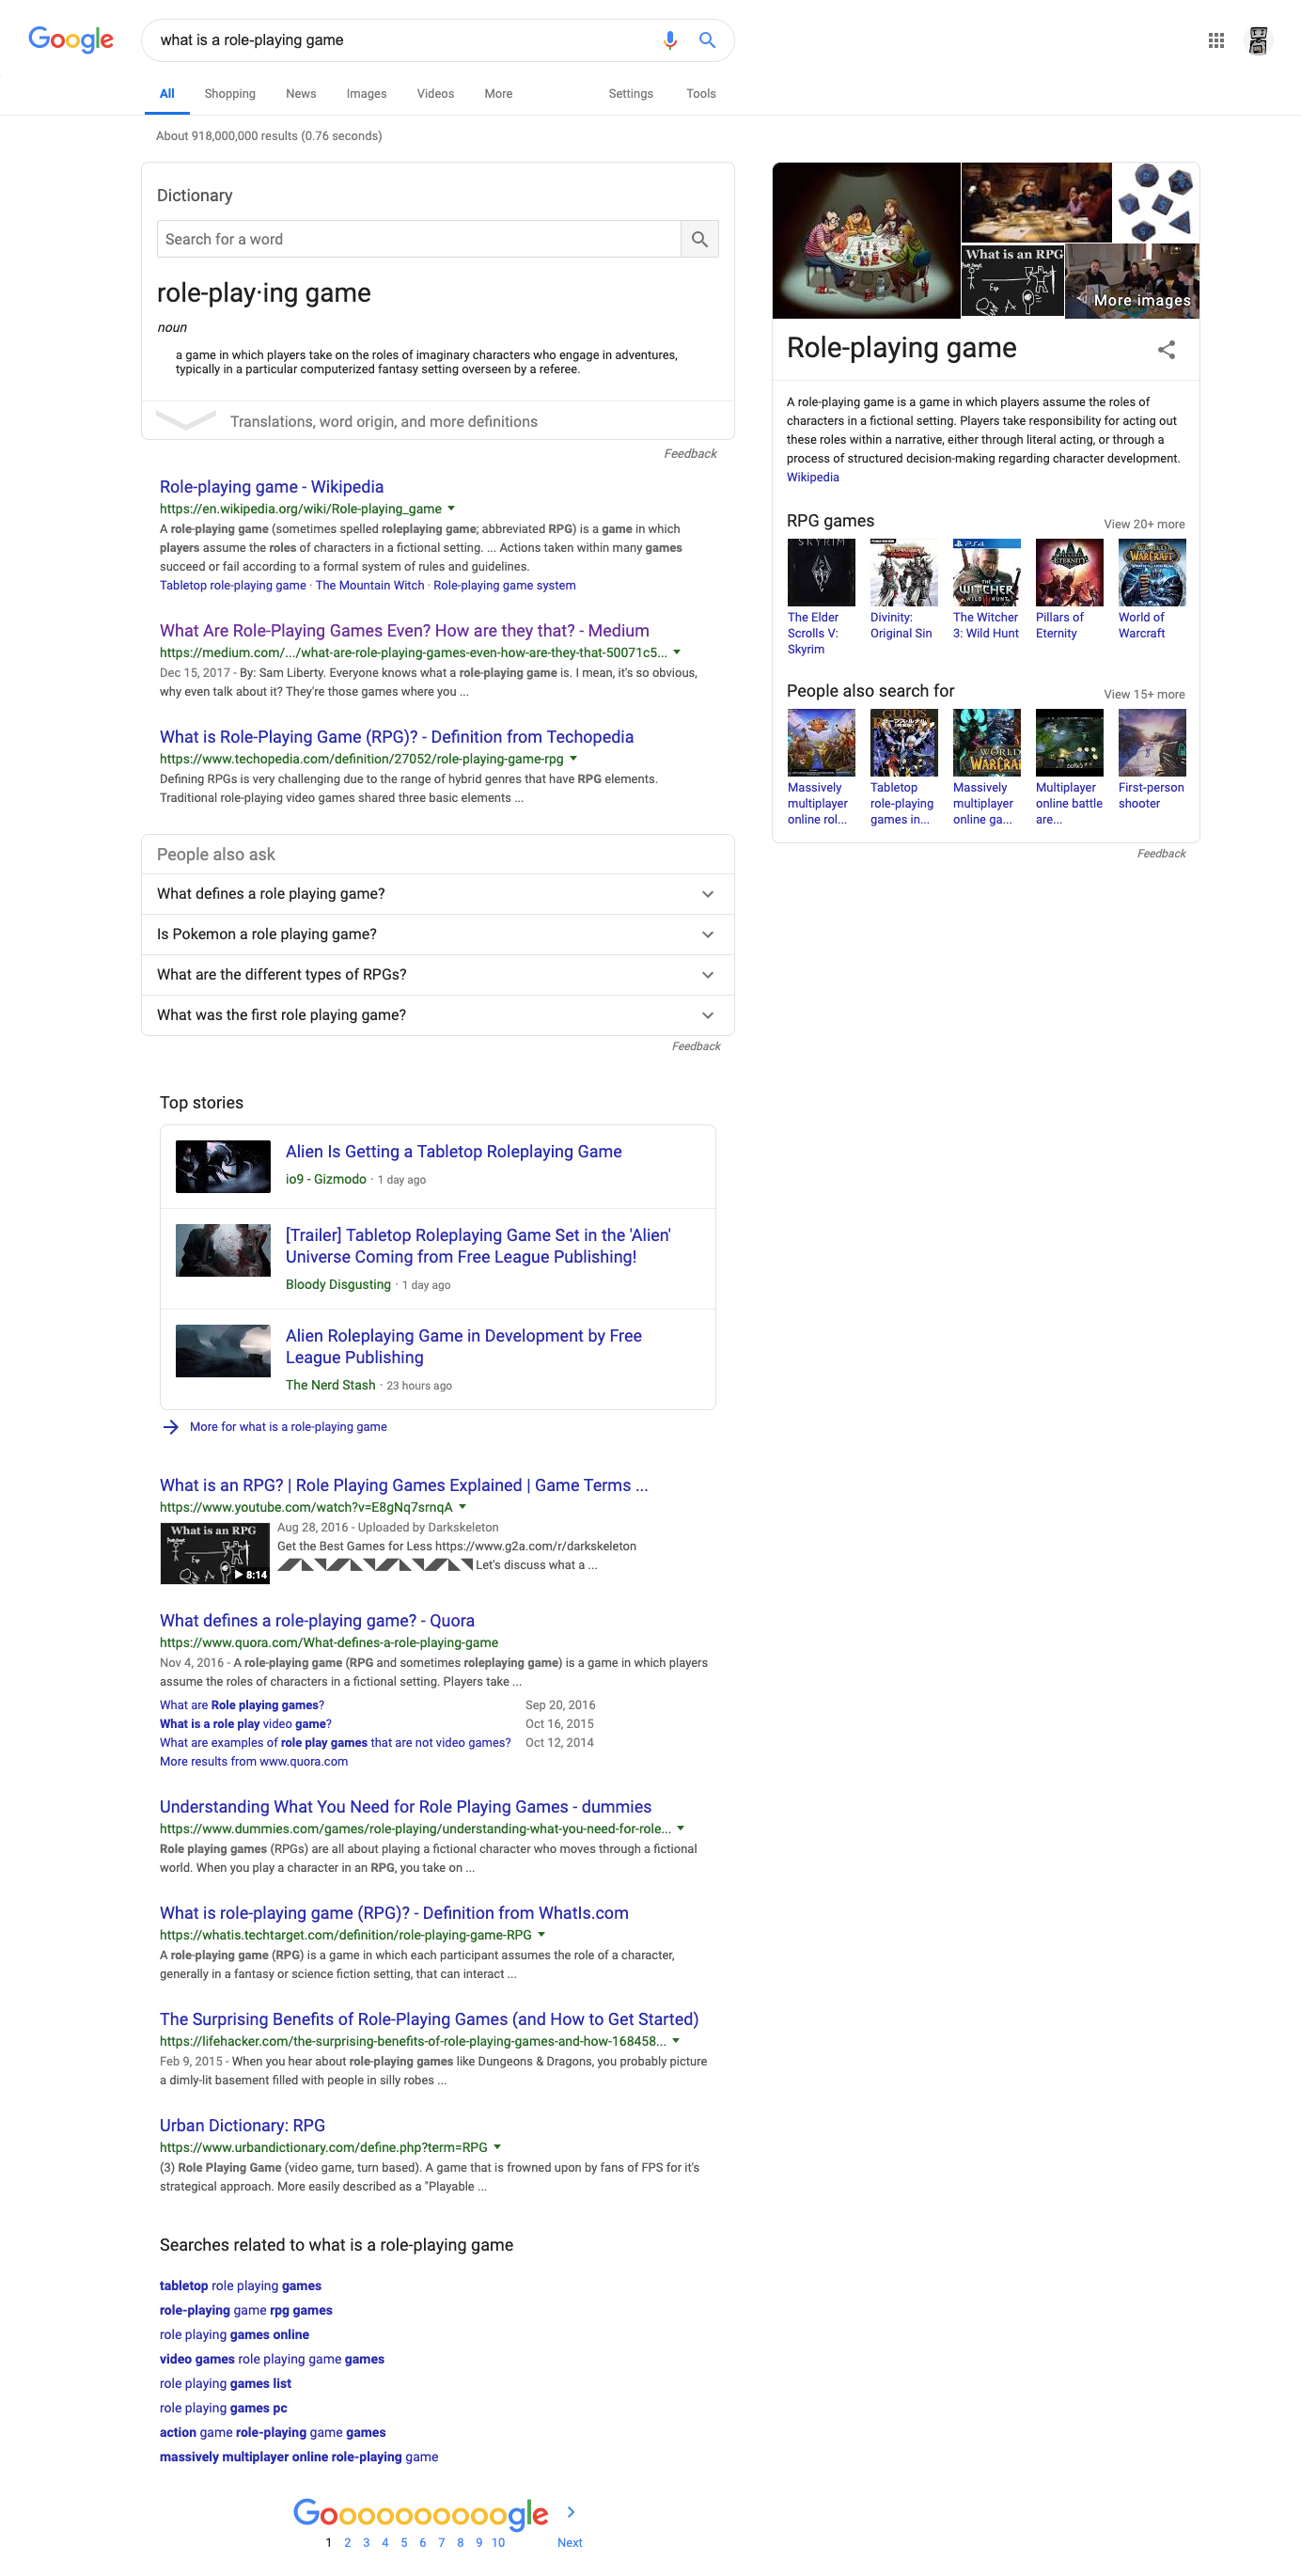 Google
what is a role-playing game
All Shopping News Images Videos More Settings Tools
About 918,000,000 results (0.76 seconds)
Dictionary
Search for a word
role-play·ing game
noun
a game in which players take on the roles of imaginary characters who engage in adventures,
typically in a particular computerized fantasy setting overseen by a referee.
Translations, word origin, and more definitions
Feedback
Role-playing game - Wikipedia
https://en.wikipedia.org/wiki/Role-playing_game
A role-playing game (sometimes spelled roleplaying game; abbreviated RPG) is a game in which
players assume the roles of characters in a fictional setting. ... Actions taken within many games
succeed or fail according to a formal system of rules and guidelines.
Tabletop role-playing game · The Mountain Witch · Role-playing game system
What Are Role-Playing Games Even? How are they that? - Medium
https://medium.com/.../what-are-role-playing-games-even-how-are-they-that-50071c5...
Dec 15, 2017 - By: Sam Liberty. Everyone knows what a role-playing game is. I mean, it's so obvious,
why even talk about it? They're those games where you ...
What is Role-Playing Game (RPG)? - Definition from Techopedia
https://www.techopedia.com/definition/27052/role-playing-game-rpg
Defining RPGs is very challenging due to the range of hybrid genres that have RPG elements.
Traditional role-playing video games shared three basic elements ...
People also ask
What defines a role playing game?
Is Pokemon a role playing game?
What are the different types of RPGs?
What was the first role playing game?
Feedback
Top stories
Alien Is Getting a Tabletop Roleplaying Game
io9 - Gizmodo · 1 day ago
[Trailer] Tabletop Roleplaying Game Set in the 'Alien'
Universe Coming from Free League Publishing!
Bloody Disgusting · 1 day ago
Alien Roleplaying Game in Development by Free
League Publishing
The Nerd Stash · 23 hours ago
More for what is a role-playing game
What is an RPG? | Role Playing Games Explained | Game Terms ...
https://www.youtube.com/watch?v=E8gNq7srnqA
What is an RPG
Exp
8:14
Aug 28, 2016 - Uploaded by Darkskeleton
Get the Best Games for Less https://www.g2a.com/r/darkskeleton
◢◤◣◥◢◤◣◥◢◤◣◥◢◤◣◥ Let's discuss what a ...
What defines a role-playing game? - Quora
https://www.quora.com/What-defines-a-role-playing-game
Nov 4, 2016 - A role-playing game (RPG and sometimes roleplaying game) is a game in which players
assume the roles of characters in a fictional setting. Players take ...
What are Role playing games? Sep 20, 2016
What is a role play video game? Oct 16, 2015
What are examples of role play games that are not video games? Oct 12, 2014
More results from www.quora.com
Understanding What You Need for Role Playing Games - dummies
https://www.dummies.com/games/role-playing/understanding-what-you-need-for-role...
Role playing games (RPGs) are all about playing a fictional character who moves through a fictional
world. When you play a character in an RPG, you take on ...
What is role-playing game (RPG)? - Definition from WhatIs.com
https://whatis.techtarget.com/definition/role-playing-game-RPG
A role-playing game (RPG) is a game in which each participant assumes the role of a character,
generally in a fantasy or science fiction setting, that can interact ...
The Surprising Benefits of Role-Playing Games (and How to Get Started)
https://lifehacker.com/the-surprising-benefits-of-role-playing-games-and-how-168458...
Feb 9, 2015 - When you hear about role-playing games like Dungeons & Dragons, you probably picture
a dimly-lit basement filled with people in silly robes ...
Urban Dictionary: RPG
https://www.urbandictionary.com/define.php?term=RPG
(3) Role Playing Game (video game, turn based). A game that is frowned upon by fans of FPS for it's
strategical approach. More easily described as a "Playable ...
Searches related to what is a role-playing game
tabletop role playing games
role-playing game rpg games
role playing games online
video games role playing game games
role playing games list
role playing games pc
action game role-playing game games
massively multiplayer online role-playing game
Goooooooooogle
1 2 3 4 5 6 7 8 9 10 Next
What is an RPG
Exp
More images
Role-playing game
A role-playing game is a game in which players assume the roles of
characters in a fictional setting. Players take responsibility for acting out
these roles within a narrative, either through literal acting, or through a
process of structured decision-making regarding character development.
Wikipedia
RPG games View 20+ more
SKYRIM
PS4
THE
WITCHER
WILD HUNT
ETERNITY
WORLD
WARCRAFT
The Elder
Scrolls V:
Skyrim
Divinity:
Original Sin
The Witcher
3: Wild Hunt
Pillars of
Eternity
World of
Warcraft
People also search for View 15+ more
GURPS
ガープス・ルナル
WORLD
WARCRA
Massively
multiplayer
online rol...
Tabletop
role-playing
games in...
Massively
multiplayer
online ga...
Multiplayer
online battle
are...
First-person
shooter
Feedback